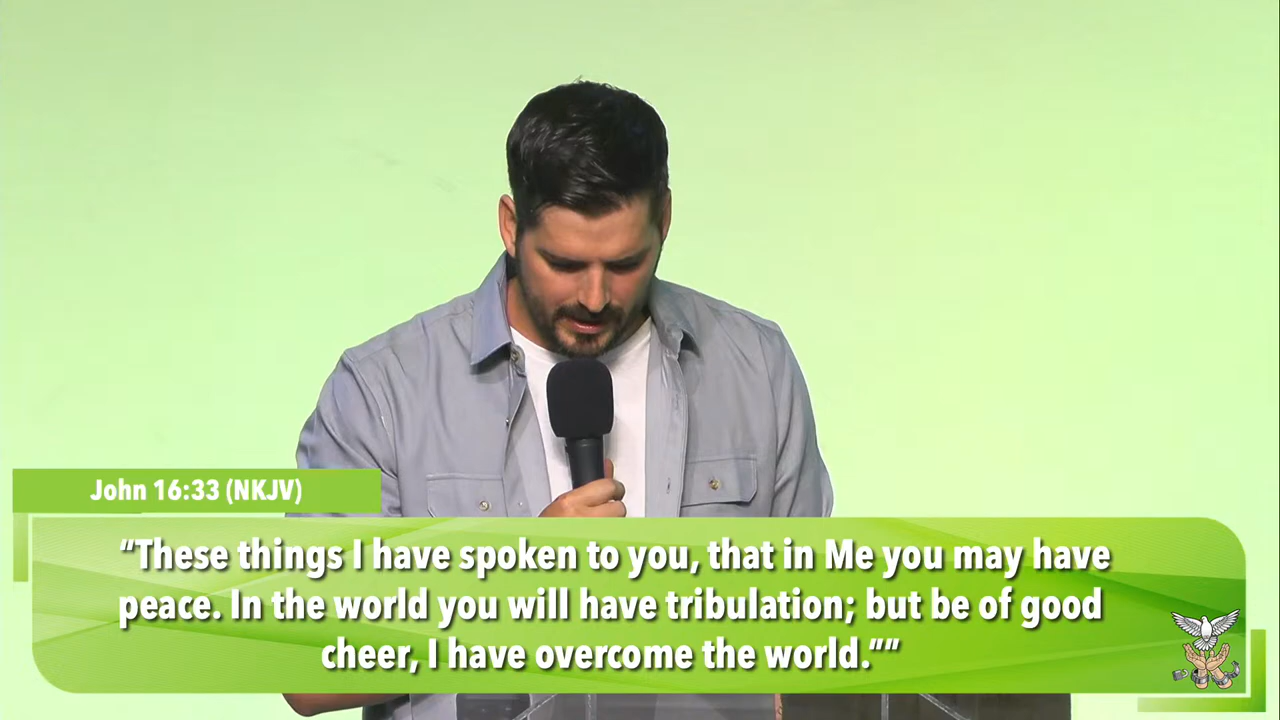 John 16:33 (NKJV)
“These things I have spoken to you, that in Me you may have
peace. In the world you will have tribulation; but be of good
cheer, I have overcome the world.””